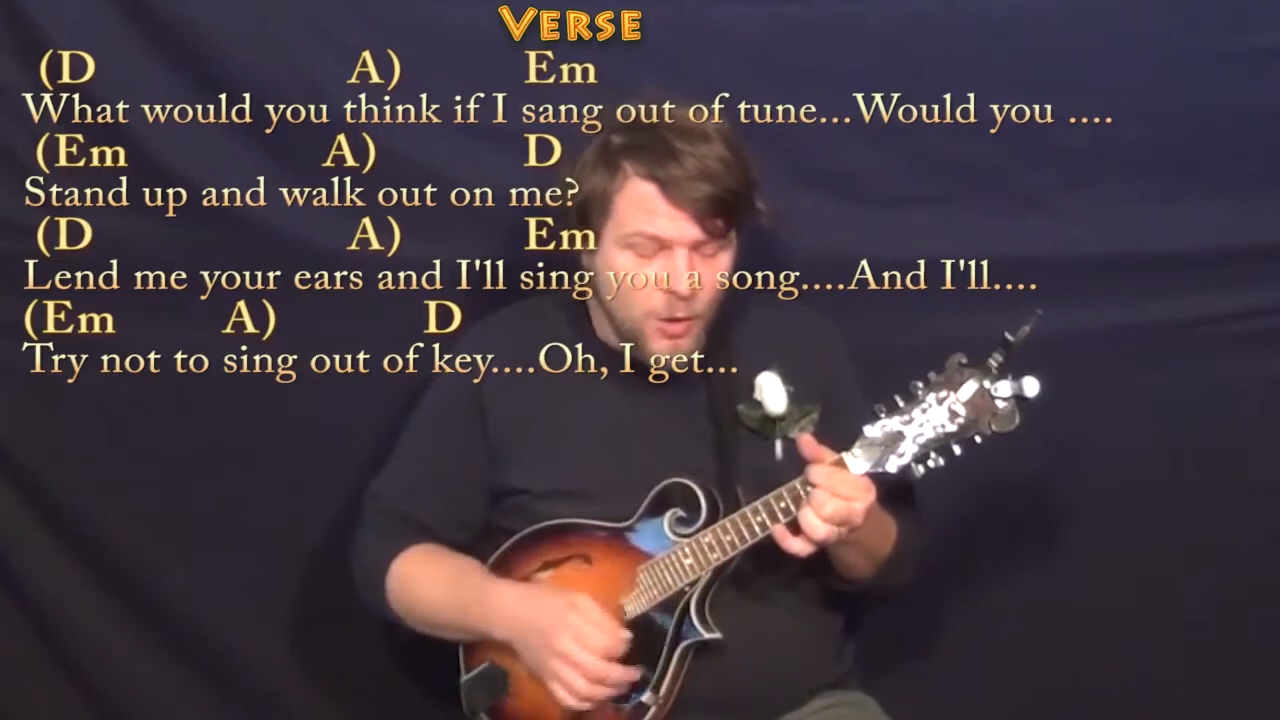 VERSE
(D A) Em
What would you think if I sang out of tune...Would you ....
(Em A) D
Stand up and walk out on me?
(D A) Em
Lend me your ears and I'll sing you a song....And I'll....
(Em A) D
Try not to sing out of key....Oh, I get...